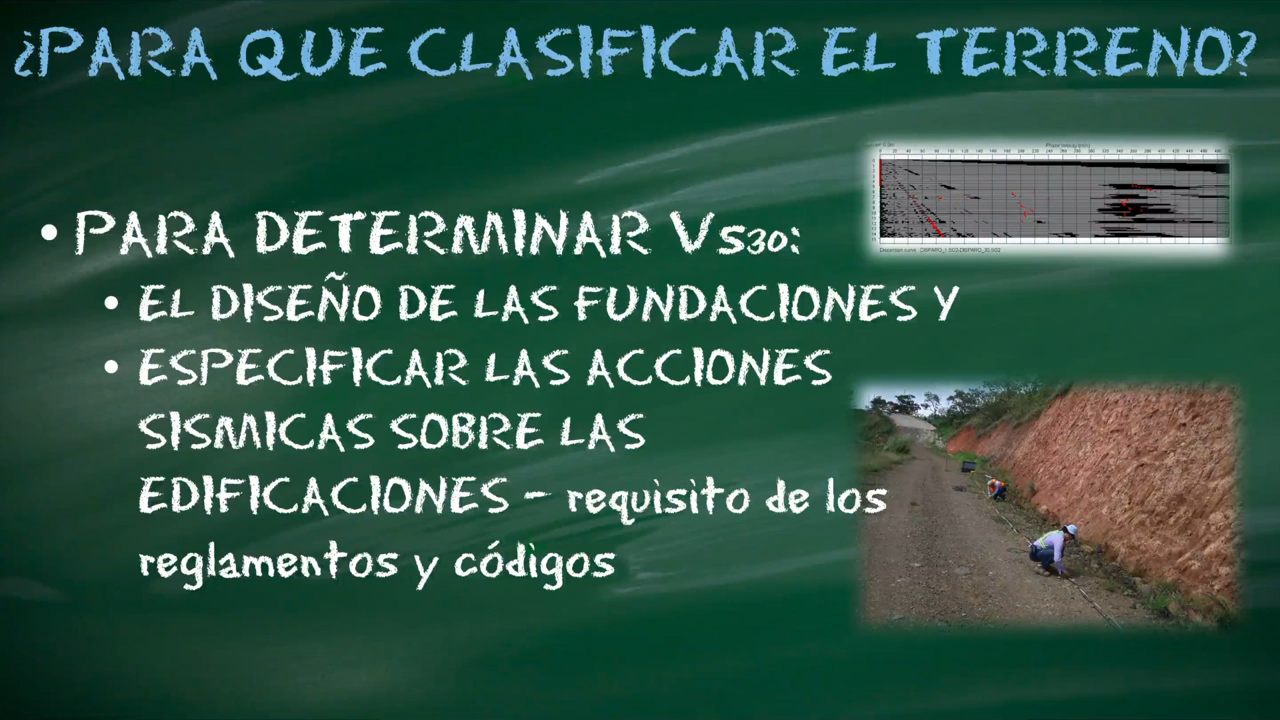 ¿PARA QUE CLASIFICAR EL TERRENO?
• PARA DETERMINAR VS30:
• EL DISEÑO DE LAS FUNDACIONES Y
• ESPECIFICAR LAS ACCIONES
SISMICAS SOBRE LAS
EDIFICACIONES - requisito de los
reglamentos y códigos